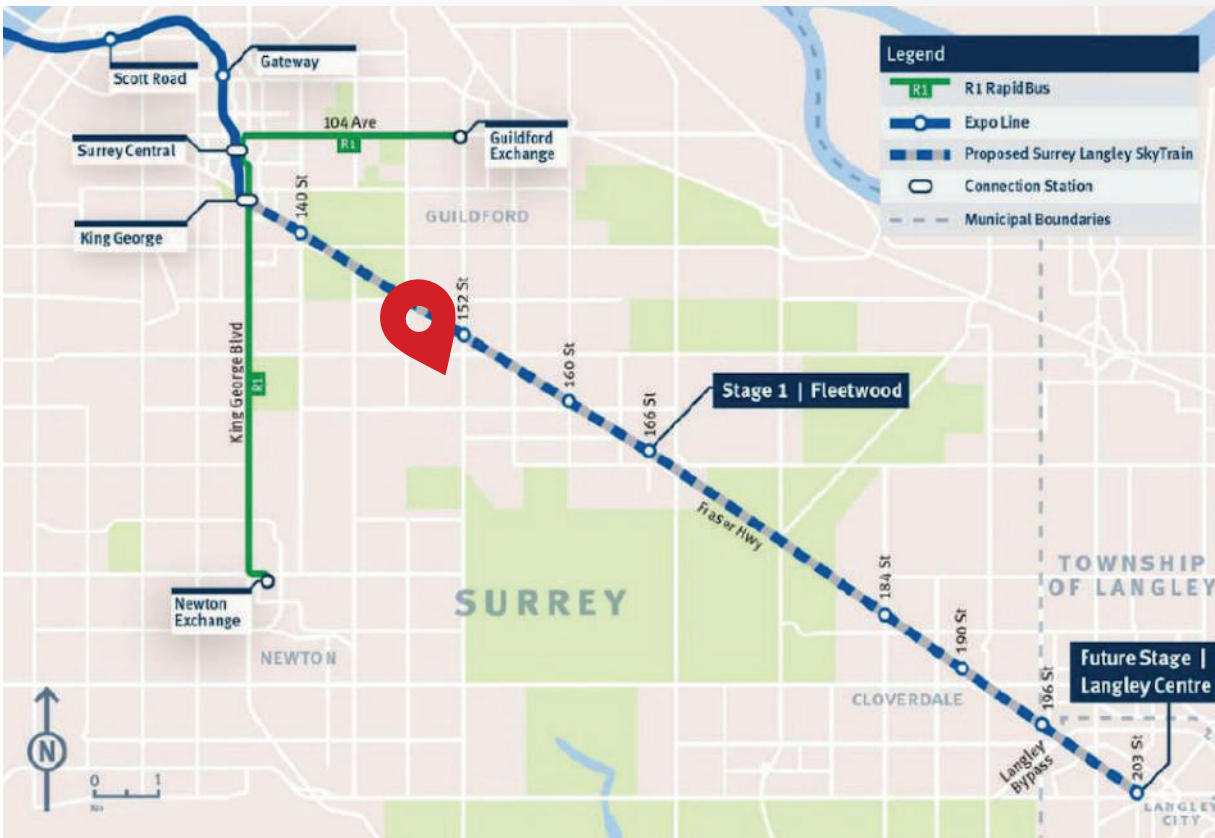 Scott Road
Gateway
Surrey Central
King George
104 Ave
R1
Guildford
Exchange
140 St
GUILDFORD
Legend
R1
R1 RapidBus
Expo Line
Proposed Surrey Langley SkyTrain
Connection Station
Municipal Boundaries
152 St
King George Blvd
R1
160 St
166 St
Stage 1 | Fleetwood
Fraser Hwy
SURREY
Newton
Exchange
NEWTON
TOWNSHIP
OF LANGLEY
184 St
190 St
CLOVERDALE
196 St
Future Stage |
Langley Centre
Langley
Bypass
203 St
LANGLEY
CITY
N
0 1
Km